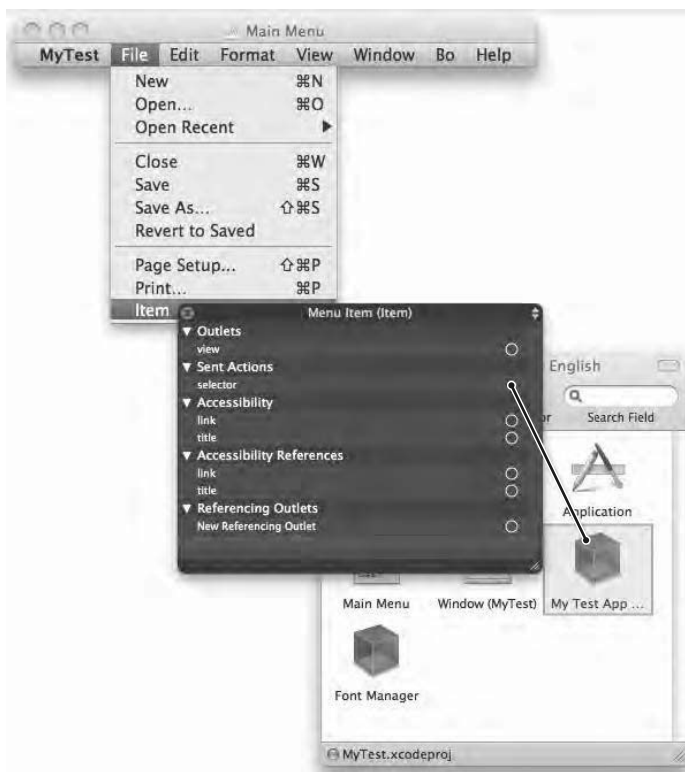 Main Menu
MyTest File Edit Format View Window Bo Help
New ⌘N
Open... ⌘O
Open Recent ▶
Close ⌘W
Save ⌘S
Save As... ⇧⌘S
Revert to Saved
Page Setup... ⇧⌘P
Print... ⌘P
Item
Menu Item (Item)
▼ Outlets
view
▼ Sent Actions
selector
▼ Accessibility
link
title
▼ Accessibility References
link
title
▼ Referencing Outlets
New Referencing Outlet
English
Search Field
Application
Main Menu
Window (MyTest)
My Test App ...
Font Manager
MyTest.xcodeproj